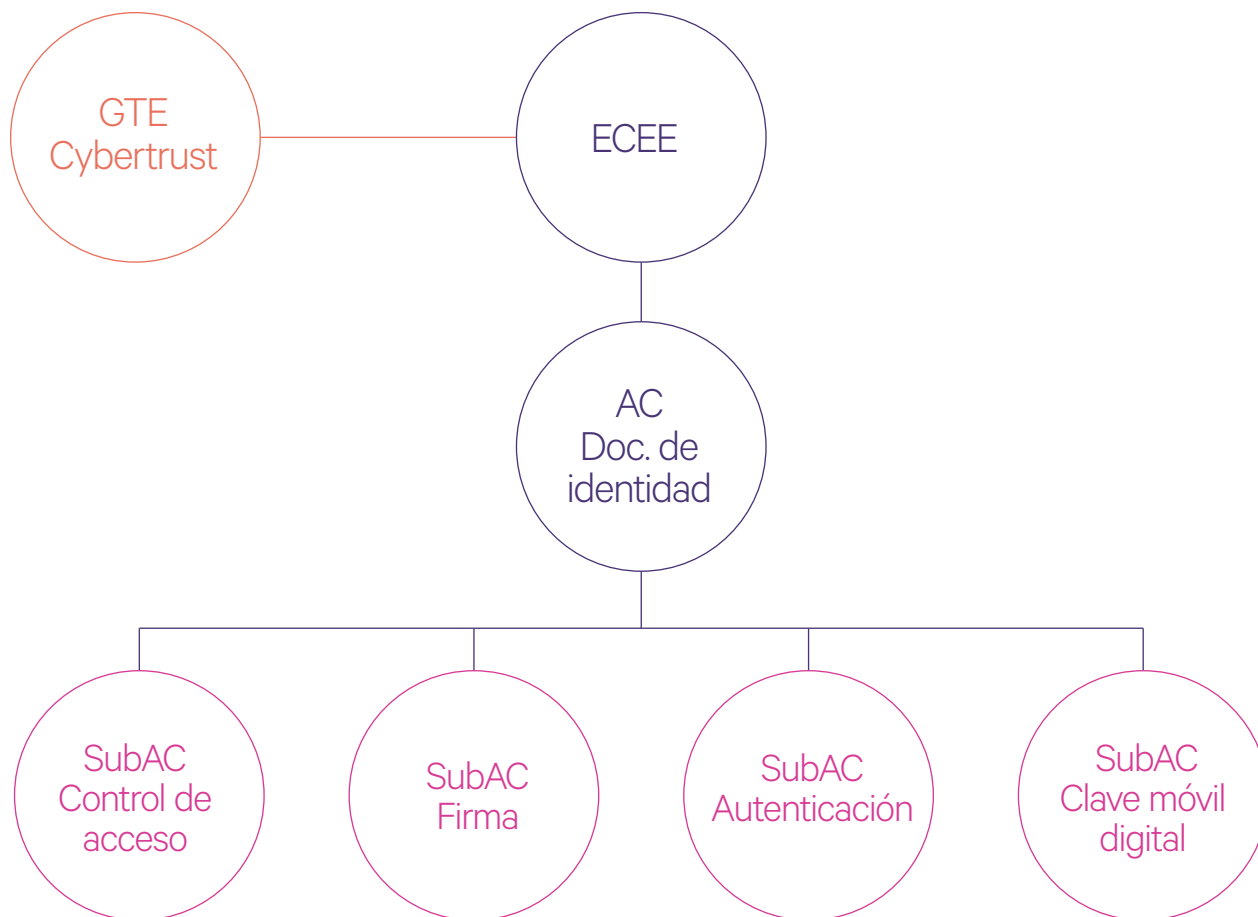 GTE
Cybertrust
ECEE
AC
Doc. de
identidad
SubAC
Control de
acceso
SubAC
Firma
SubAC
Autenticación
SubAC
Clave móvil
digital